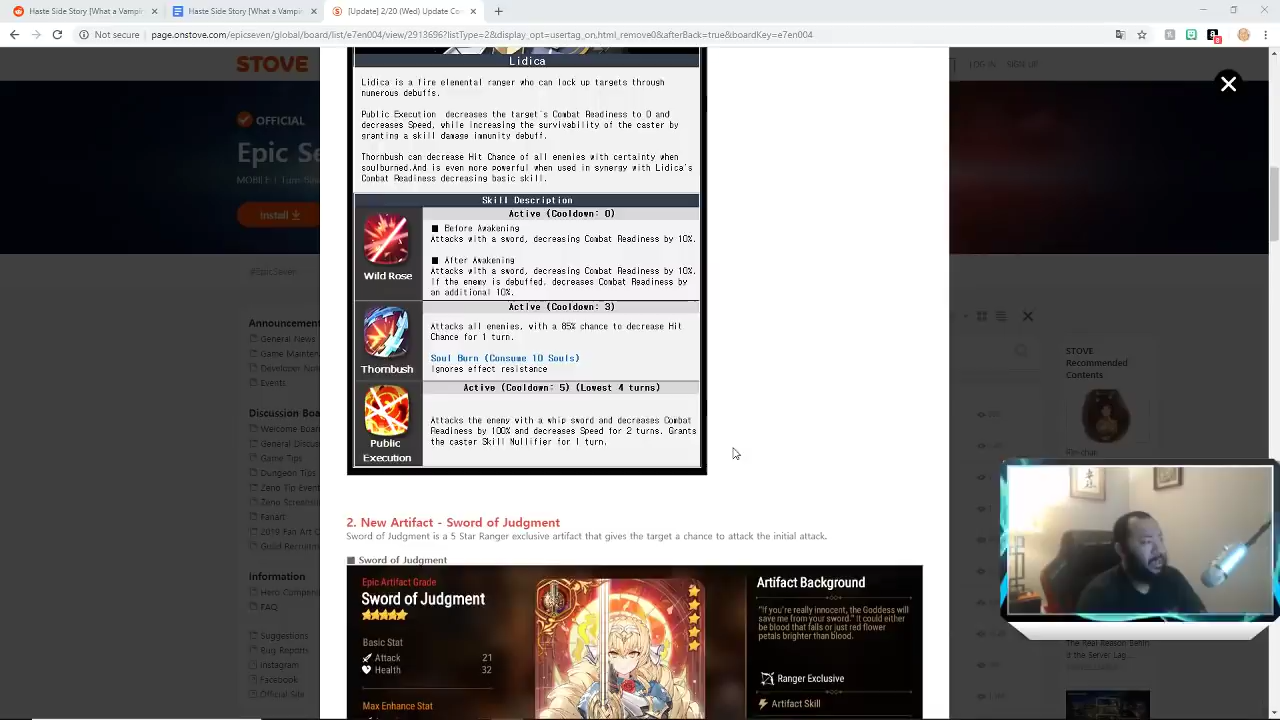 Haste Side Story [What a Vampir
Haste Side Story [What a Vampi
[Update] 2/20 (Wed) Update Co
Not secure
page.onstove.com/epicseven/global/board/list/e7en004/view/2913696?listType=2&display_opt=usertag_on,html_remove0&afterBack=true&boardKey=e7en004
STOVE
LOG IN
SIGN UP
OFFICIAL
Epic Se
MOBILE
Install
@EpicSeven
Announcement
General News
Game Mainten
Developer Not
Events
Discussion Boa
Welcome Board
General Discus
Game Tips
Dungeon Tips
Zeno Tip Event
Zeno Strategy
Fanart
2019 Fan Art C
Guild Recruitm
Information
Hero Compend
FAQ
Suggestions
Bug Reports
Instagram
Facebook
Official Site
Lidica
Lidica is a fire elemental ranger who can lock up targets through
numerous debuffs.
Public Execution decreases the target's Combat Readiness to 0 and
decreases Speed, while increasing the survivability of the caster by
granting a skill damage immunity debuff.
Thornbush can decrease Hit Chance of all enemies with certainty when
soulburned.And is even more powerful when used in synergy with Lidica's
Combat Readiness decreasing basic skill.
Skill Description
Wild Rose
Active (Cooldown: 0)
■ Before Awakening
Attacks with a sword, decreasing Combat Readiness by 10%.
■ After Awakening
Attacks with a sword, decreasing Combat Readiness by 10%.
If the enemy is debuffed, decreases Combat Readiness by
an additional 10%.
Thornbush
Active (Cooldown: 3)
Attacks all enemies, with a 85% chance to decrease Hit
Chance for 1 turn.
Soul Burn (Consume 10 Souls)
Ignores effect resistance
Public
Execution
Active (Cooldown: 5) (Lowest 4 turns)
Attacks the enemy with a whip sword and decreases Combat
Readiness by 100% and decreases Speed for 2 turns. Grants
the caster Skill Nullifier for 1 turn.
2. New Artifact - Sword of Judgment
Sword of Judgment is a 5 Star Ranger exclusive artifact that gives the target a chance to attack the initial attack.
■ Sword of Judgment
Epic Artifact Grade
Sword of Judgment
Basic Stat
Attack 21
Health 32
Max Enhance Stat
Artifact Background
"If you're really innocent, the Goddess will
save me from your sword." It could either
be blood that falls or just red flower
petals brighter than blood.
Ranger Exclusive
Artifact Skill
STOVE
Recommended
Contents
The Real Reason Behin
d the Server Lag...